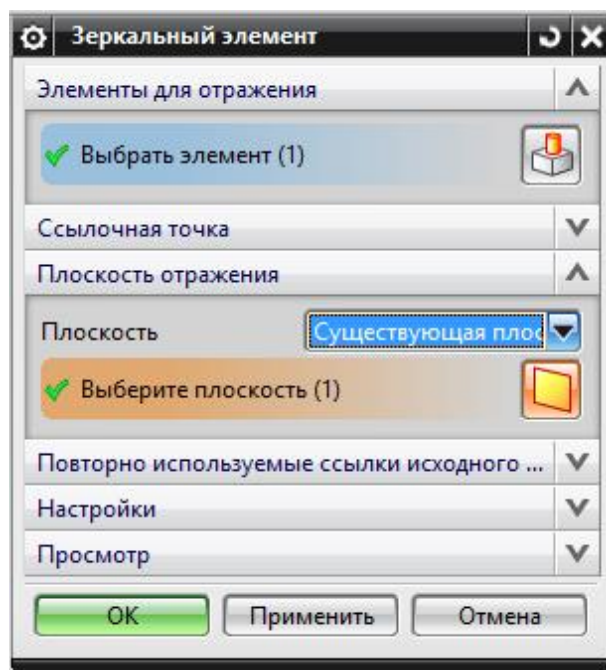 Зеркальный элемент
Элементы для отражения
Выбрать элемент (1)
Ссылочная точка
Плоскость отражения
Плоскость Существующая плос
Выберите плоскость (1)
Повторно используемые ссылки исходного ...
Настройки
Просмотр
OK Применить Отмена